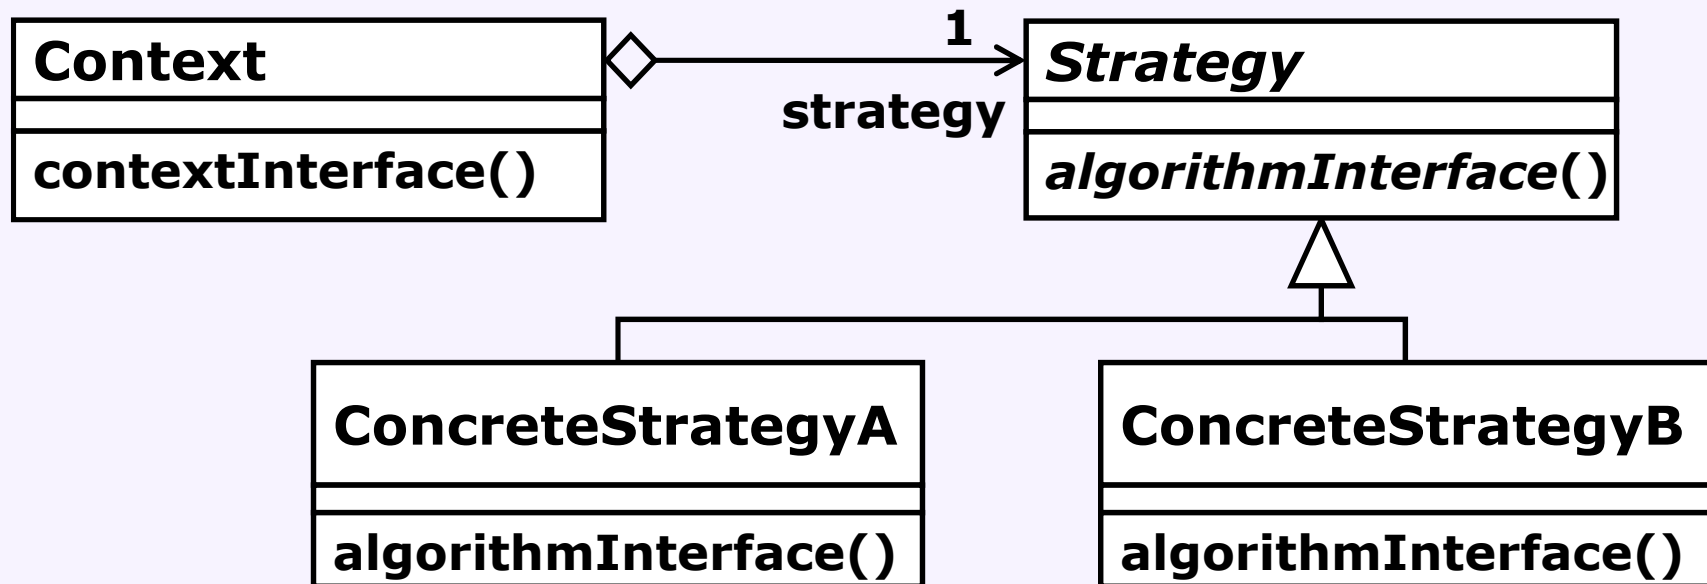 Context
1
Strategy
strategy
contextInterface()
algorithmInterface()
ConcreteStrategyA
ConcreteStrategyB
algorithmInterface()
algorithmInterface()